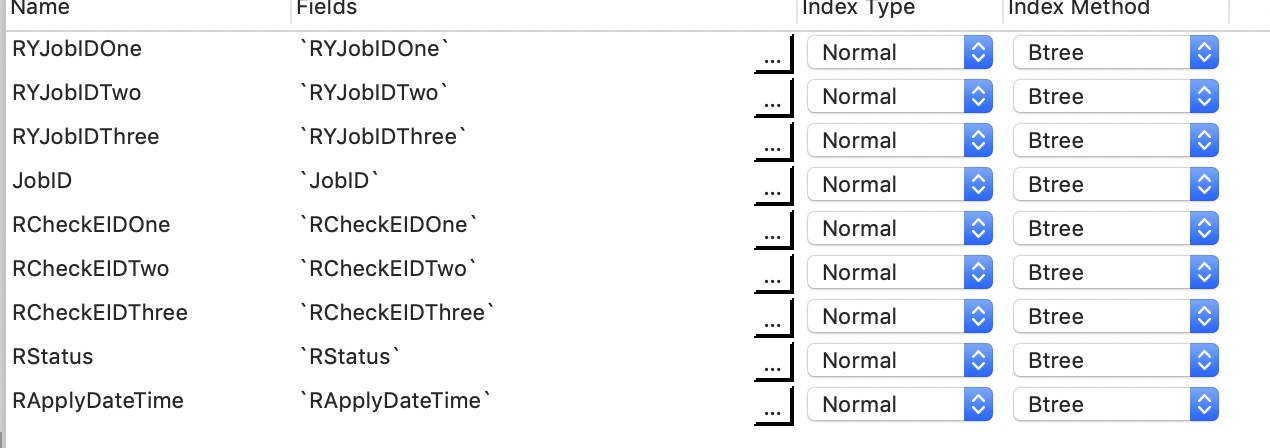 Name Fields Index Type Index Method
RYJobIDOne `RYJobIDOne` ... Normal Btree
RYJobIDTwo `RYJobIDTwo` ... Normal Btree
RYJobIDThree `RYJobIDThree` ... Normal Btree
JobID `JobID` ... Normal Btree
RCheckEIDOne `RCheckEIDOne` ... Normal Btree
RCheckEIDTwo `RCheckEIDTwo` ... Normal Btree
RCheckEIDThree `RCheckEIDThree` ... Normal Btree
RStatus `RStatus` ... Normal Btree
RApplyDateTime `RApplyDateTime` ... Normal Btree